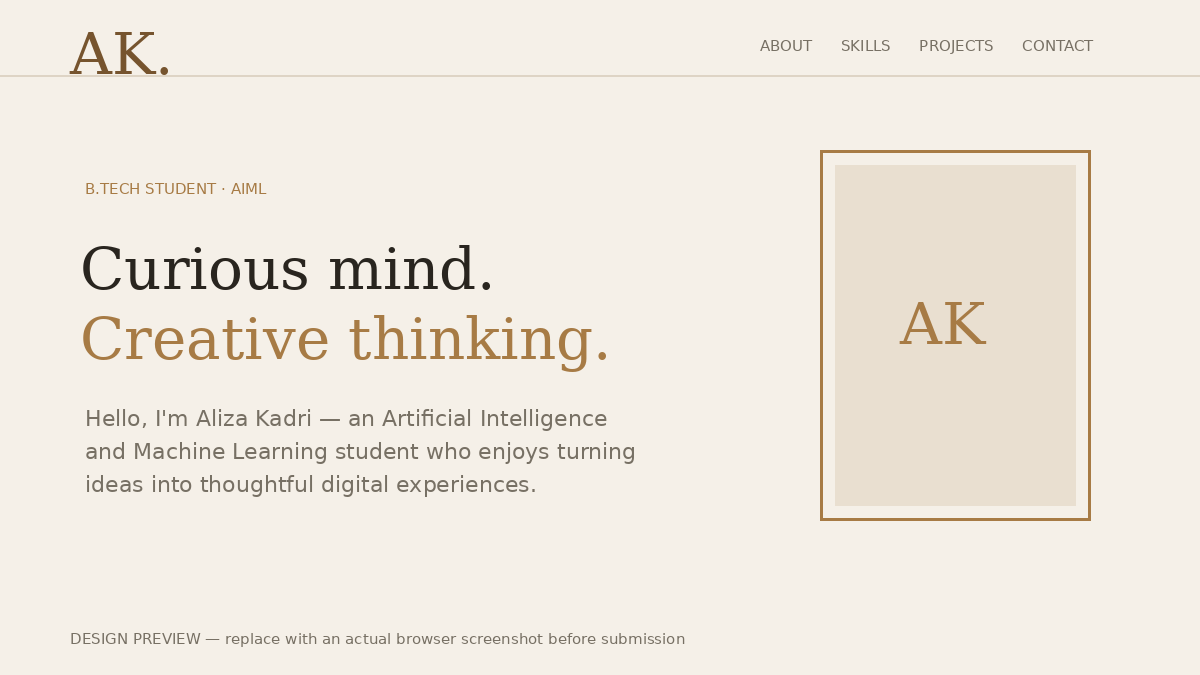 AK.
ABOUT SKILLS PROJECTS CONTACT
B.TECH STUDENT · AIML
Curious mind.
Creative thinking.
Hello, I'm Aliza Kadri — an Artificial Intelligence
and Machine Learning student who enjoys turning
ideas into thoughtful digital experiences.
AK
DESIGN PREVIEW — replace with an actual browser screenshot before submission